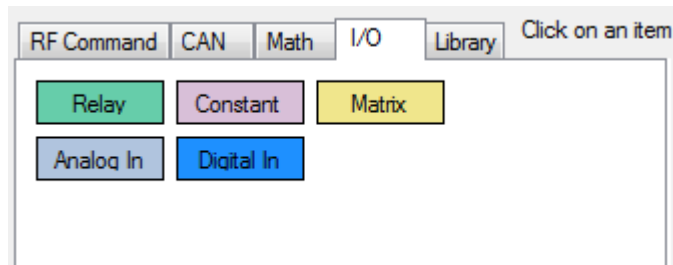 RF Command CAN Math I/O Library Click on an item
Relay Constant Matrix
Analog In Digital In